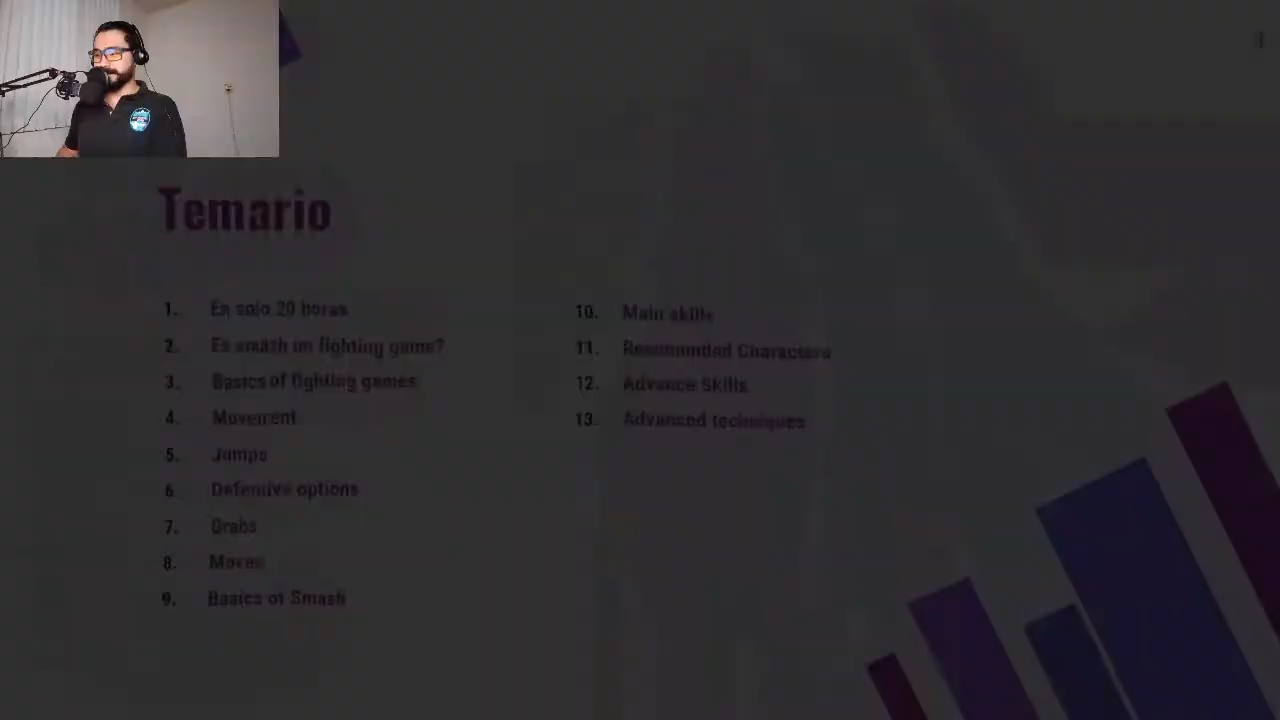 Temario
1. En solo 20 horas
2. Es smash un fighting game?
3. Basics of fighting games
4. Movement
5. Jumps
6. Defensive options
7. Grabs
8. Moves
9. Basics of Smash
10. Main skills
11. Recommended Characters
12. Advance Skills
13. Advanced techniques